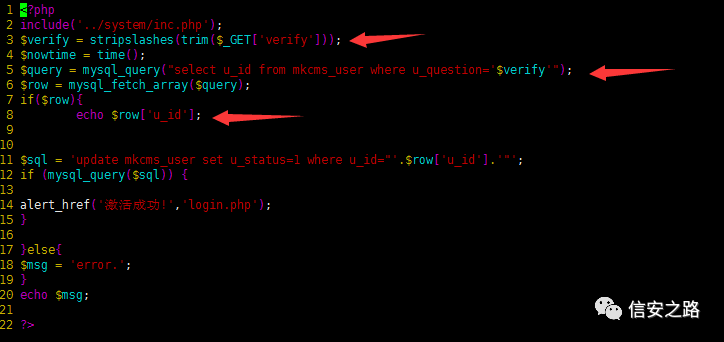 1 <?php
2 include('../system/inc.php');
3 $verify = stripslashes(trim($_GET['verify']));
4 $nowtime = time();
5 $query = mysql_query("select u_id from mkcms_user where u_question='$verify'");
6 $row = mysql_fetch_array($query);
7 if($row){
8 echo $row['u_id'];
9
10
11 $sql = 'update mkcms_user set u_status=1 where u_id="'.$row['u_id'].'"';
12 if (mysql_query($sql)) {
13
14 alert_href('激活成功!','login.php');
15 }
16
17 }else{
18 $msg = 'error.';
19 }
20 echo $msg;
21
22 ?>
信安之路